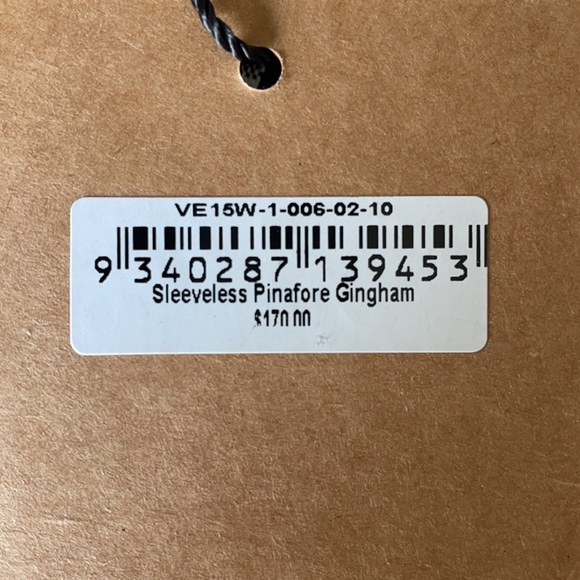 VE15W-1-006-02-10
9 340287 139453
Sleeveless Pinafore Gingham
$170.00